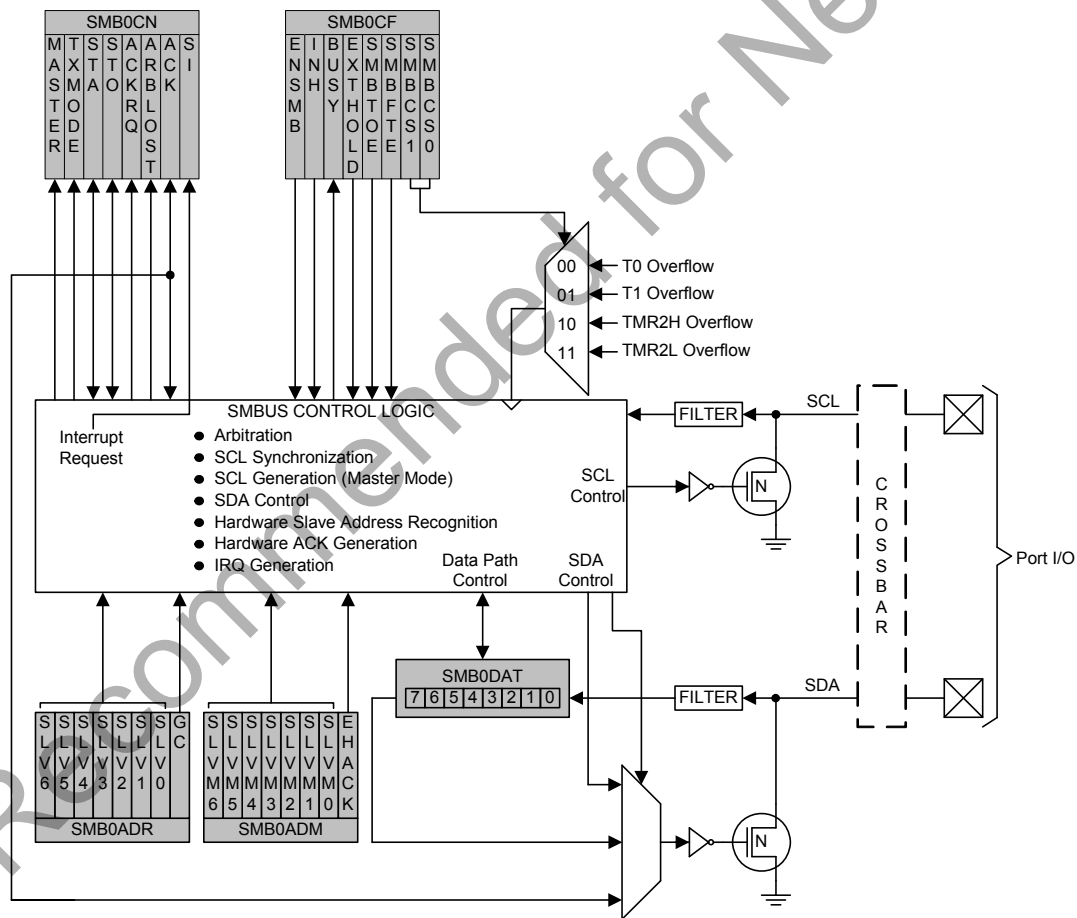 SMB0CN
MASTER
TXMODE
STA
STO
ACKRQ
ARBLOST
ACK
SI
SMB0CF
ENSMB
INH
BUSY
EXTHOLD
SMBTOE
SMBFTE
SMBCS1
SMBCS0
00
01
10
11
T0 Overflow
T1 Overflow
TMR2H Overflow
TMR2L Overflow
SMBUS CONTROL LOGIC
Interrupt
Request
● Arbitration
● SCL Synchronization
● SCL Generation (Master Mode)
● SDA Control
● Hardware Slave Address Recognition
● Hardware ACK Generation
● IRQ Generation
SCL
Control
Data Path
Control
SDA
Control
FILTER
SCL
N
CROSSBAR
Port I/O
SMB0DAT
7 6 5 4 3 2 1 0
FILTER
SDA
N
SLV6
SLV5
SLV4
SLV3
SLV2
SLV1
SLV0
GC
SMB0ADR
SLVM6
SLVM5
SLVM4
SLVM3
SLVM2
SLVM1
SLVM0
EHACK
SMB0ADM
Recommended for Ne